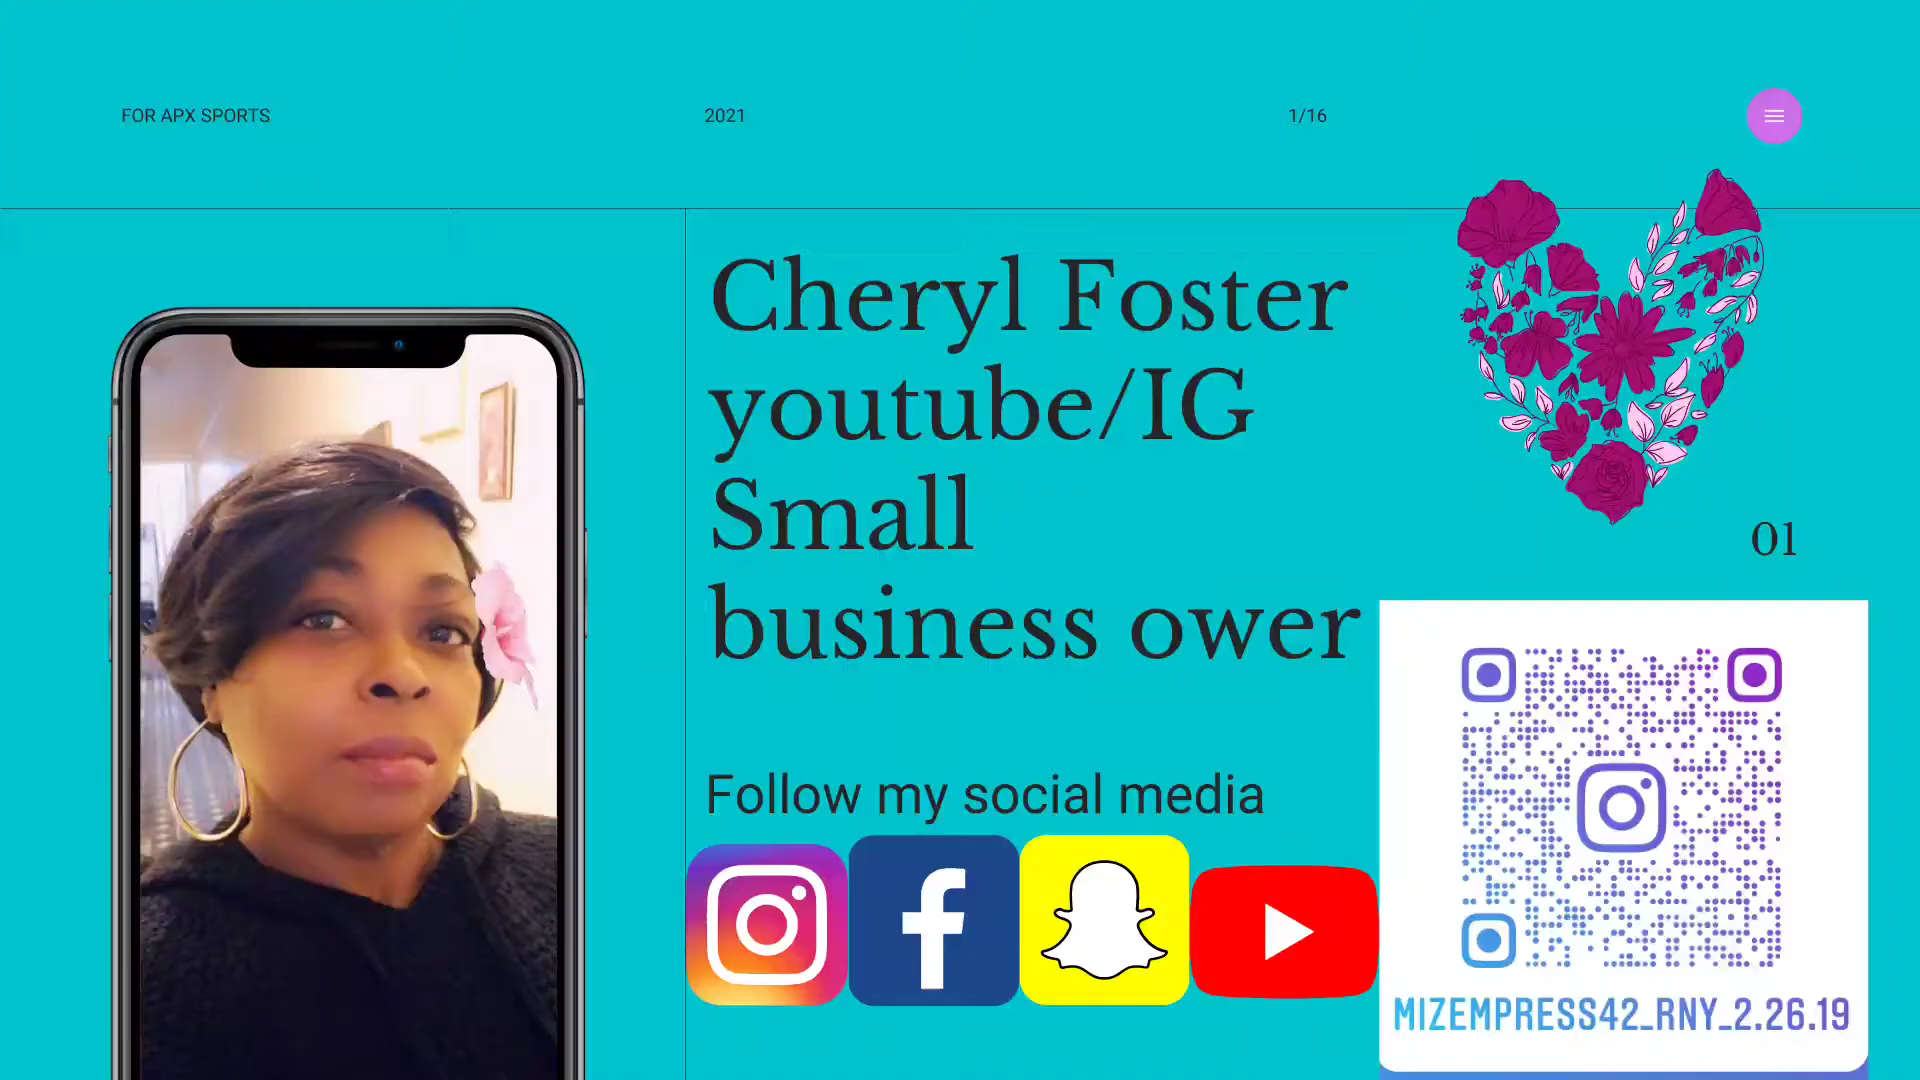 FOR APX SPORTS
2021
1/16
Cheryl Foster
youtube/IG
Small
business ower
01
Follow my social media
MIZEMPRESS42_RNY_2.26.19